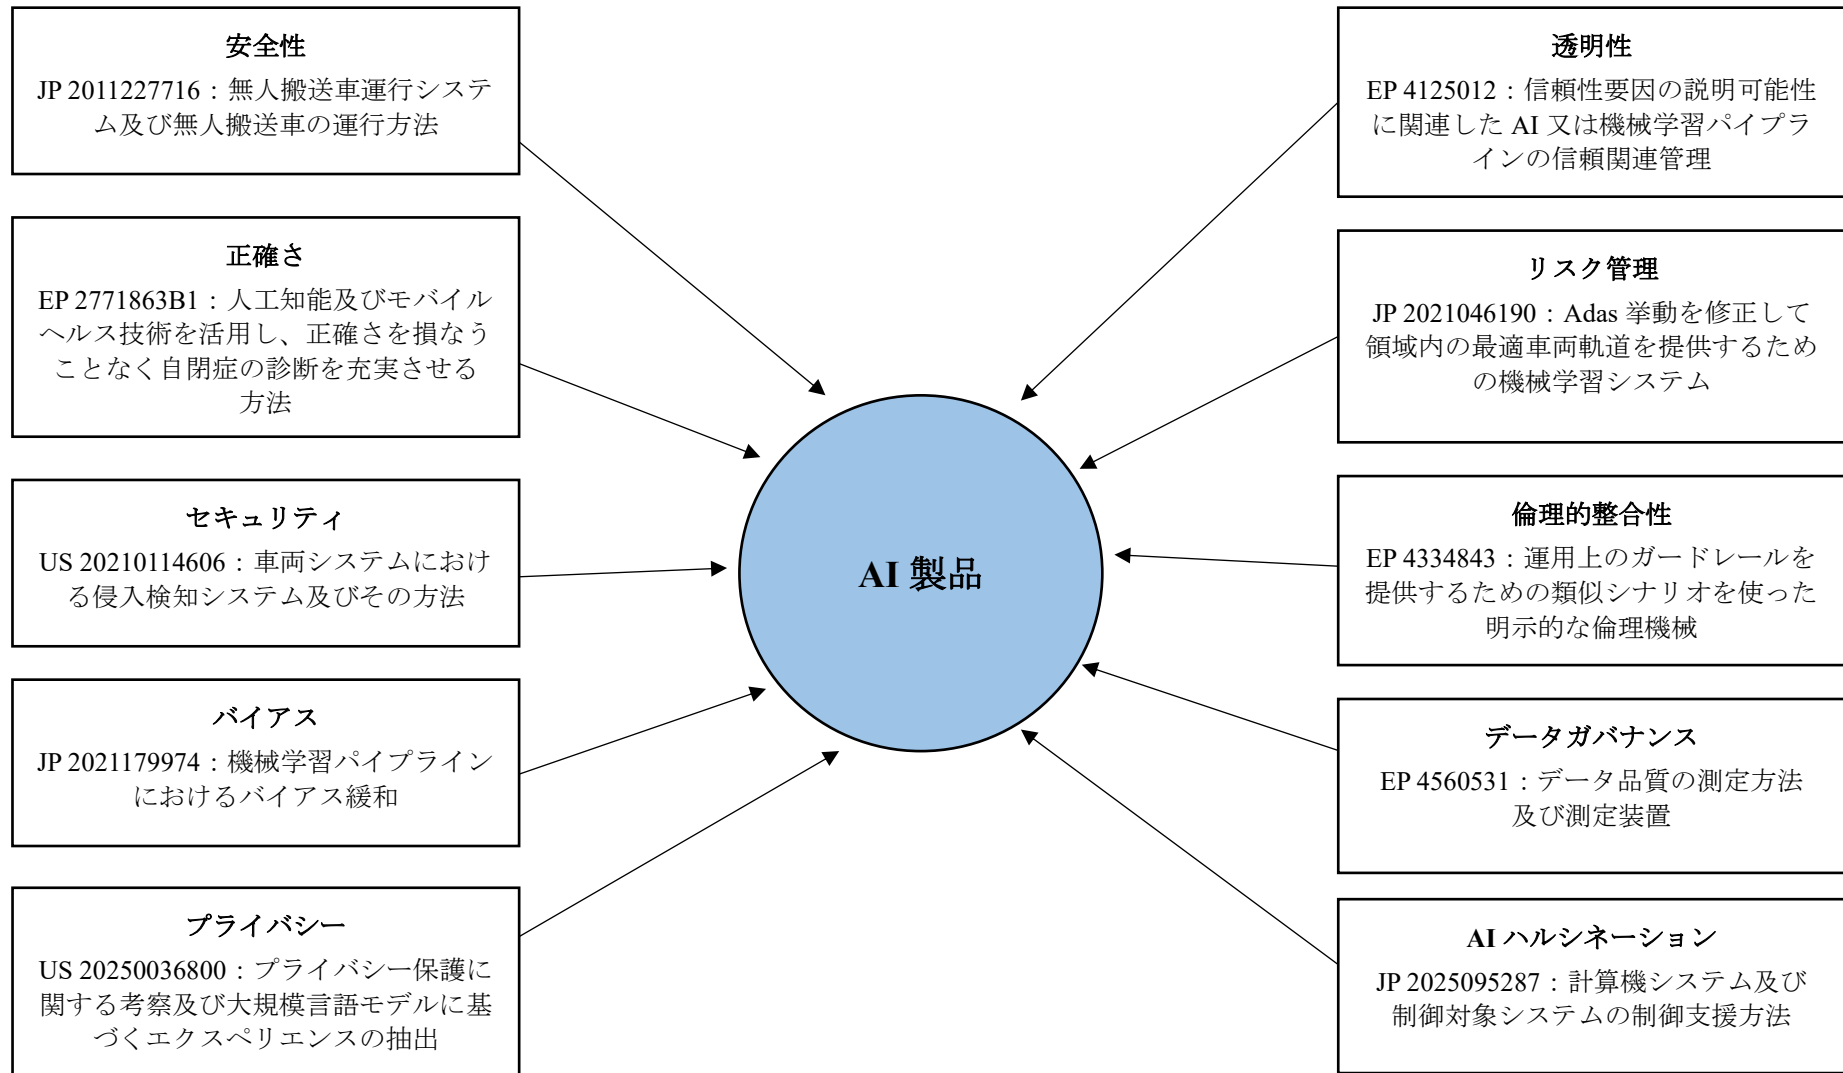 安全性
JP 2011227716：無人搬送車運行システ
ム及び無人搬送車の運行方法
正確さ
EP 2771863B1：人工知能及びモバイル
ヘルス技術を活用し、正確さを損なう
ことなく自閉症の診断を充実させる
方法
セキュリティ
US 20210114606：車両システムにおけ
る侵入検知システム及びその方法
バイアス
JP 2021179974：機械学習パイプライン
におけるバイアス緩和
プライバシー
US 20250036800：プライバシー保護に
関する考察及び大規模言語モデルに基
づくエクスペリエンスの抽出
AI 製品
透明性
EP 4125012：信頼性要因の説明可能性
に関連した AI 又は機械学習パイプラ
インの信頼関連管理
リスク管理
JP 2021046190：Adas 挙動を修正して
領域内の最適車両軌道を提供するため
の機械学習システム
倫理的整合性
EP 4334843：運用上のガードレールを
提供するための類似シナリオを使った
明示的な倫理機械
データガバナンス
EP 4560531：データ品質の測定方法
及び測定装置
AI ハルシネーション
JP 2025095287：計算機システム及び
制御対象システムの制御支援方法